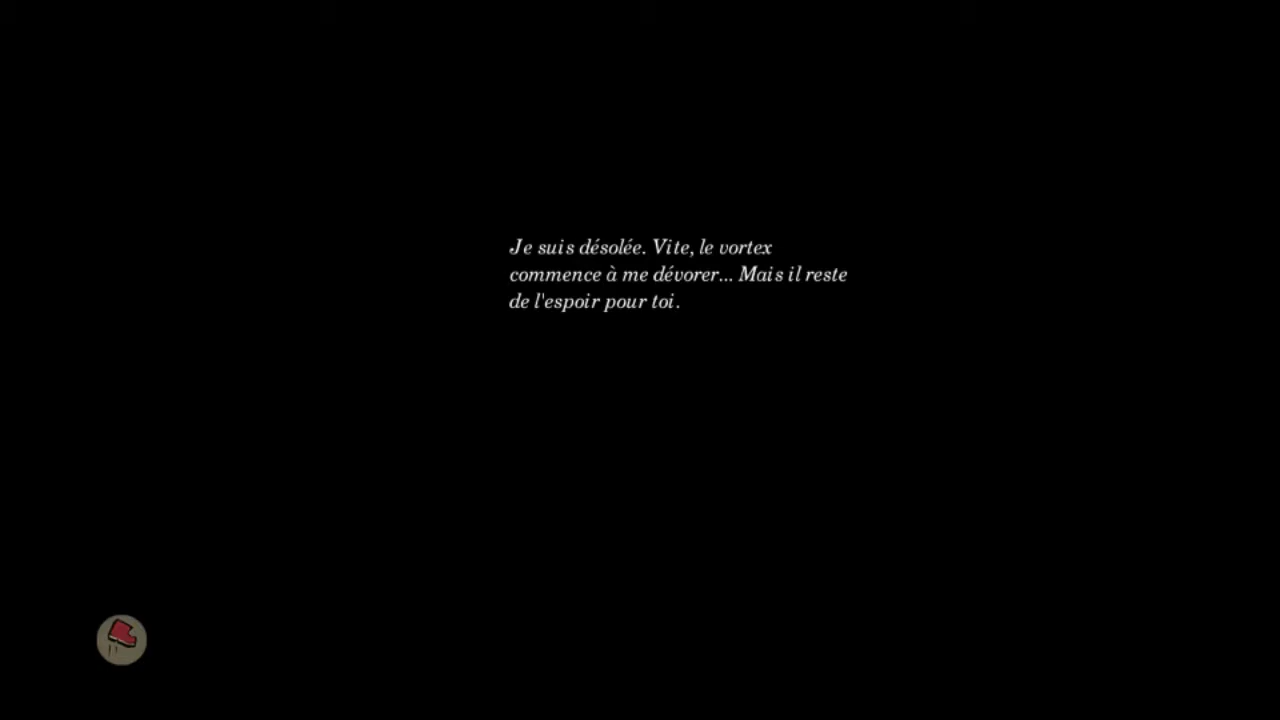 Je suis désolée. Vite, le vortex
commence à me dévorer... Mais il reste
de l'espoir pour toi.